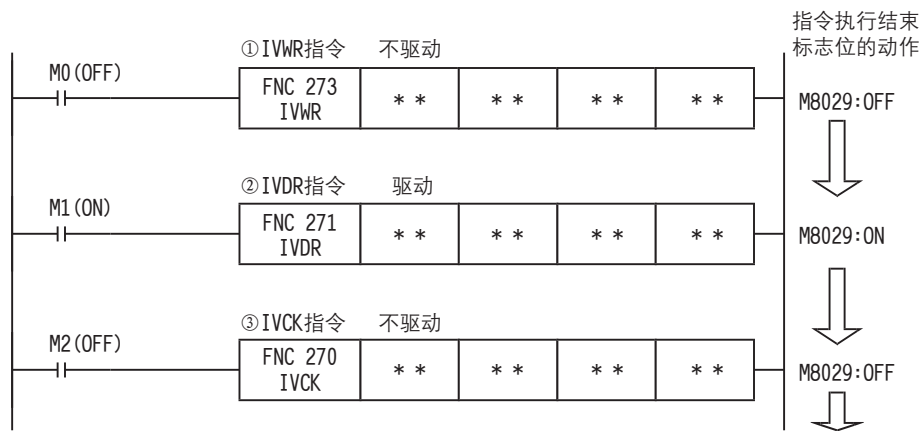 指令执行结束
标志位的动作
①IVWR指令 不驱动
M0(OFF)
FNC 273
IVWR
** ** ** **
M8029:OFF
②IVDR指令 驱动
M1(ON)
FNC 271
IVDR
** ** ** **
M8029:ON
③IVCK指令 不驱动
M2(OFF)
FNC 270
IVCK
** ** ** **
M8029:OFF